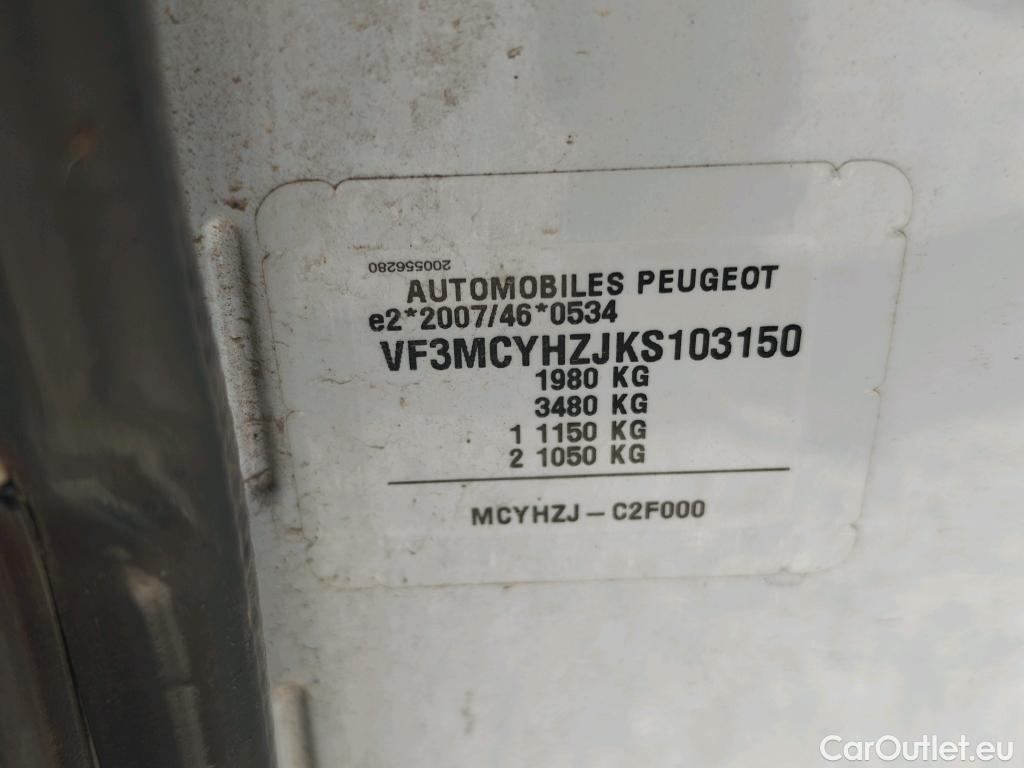 200556280
AUTOMOBILES PEUGEOT
e2*2007/46*0534
VF3MCYHZJKS103150
1980 KG
3480 KG
1 1150 KG
2 1050 KG
MCYHZJ - C2F000
CarOutlet.eu